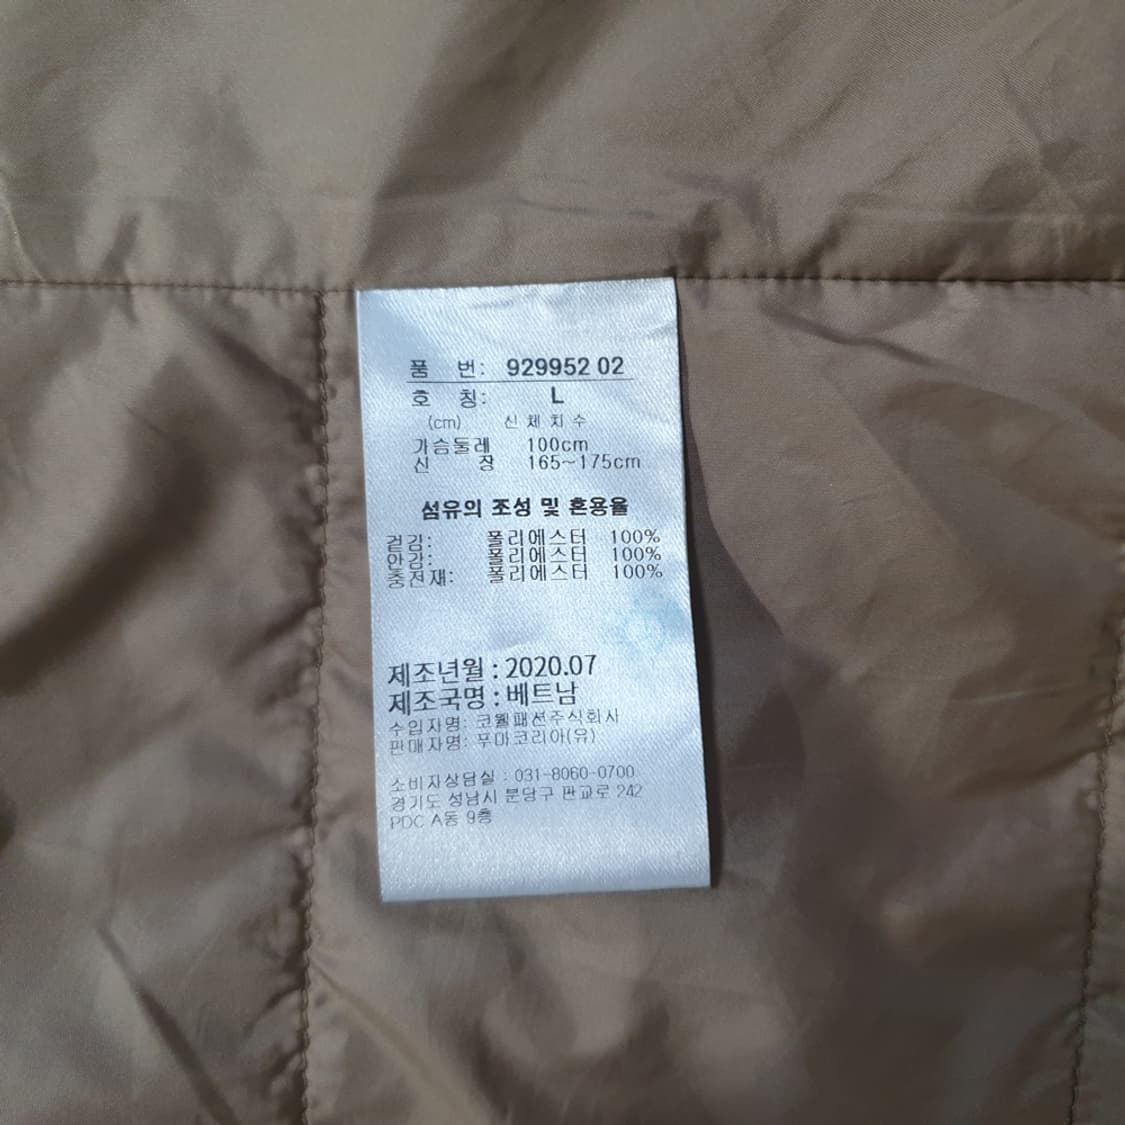 품 번: 929952 02
호 칭: L
(cm) 신 체 치 수
가슴둘레 100cm
신 장 165~175cm
섬유의 조성 및 혼용율
겉감: 폴리에스터 100%
안감: 폴리에스터 100%
충전재: 폴리에스터 100%
제조년월 : 2020.07
제조국명 : 베트남
수입자명: 코웰패션주식회사
판매자명: 푸마코리아(유)
소비자상담실 : 031-8060-0700
경기도 성남시 분당구 판교로 242
PDC A동 9층